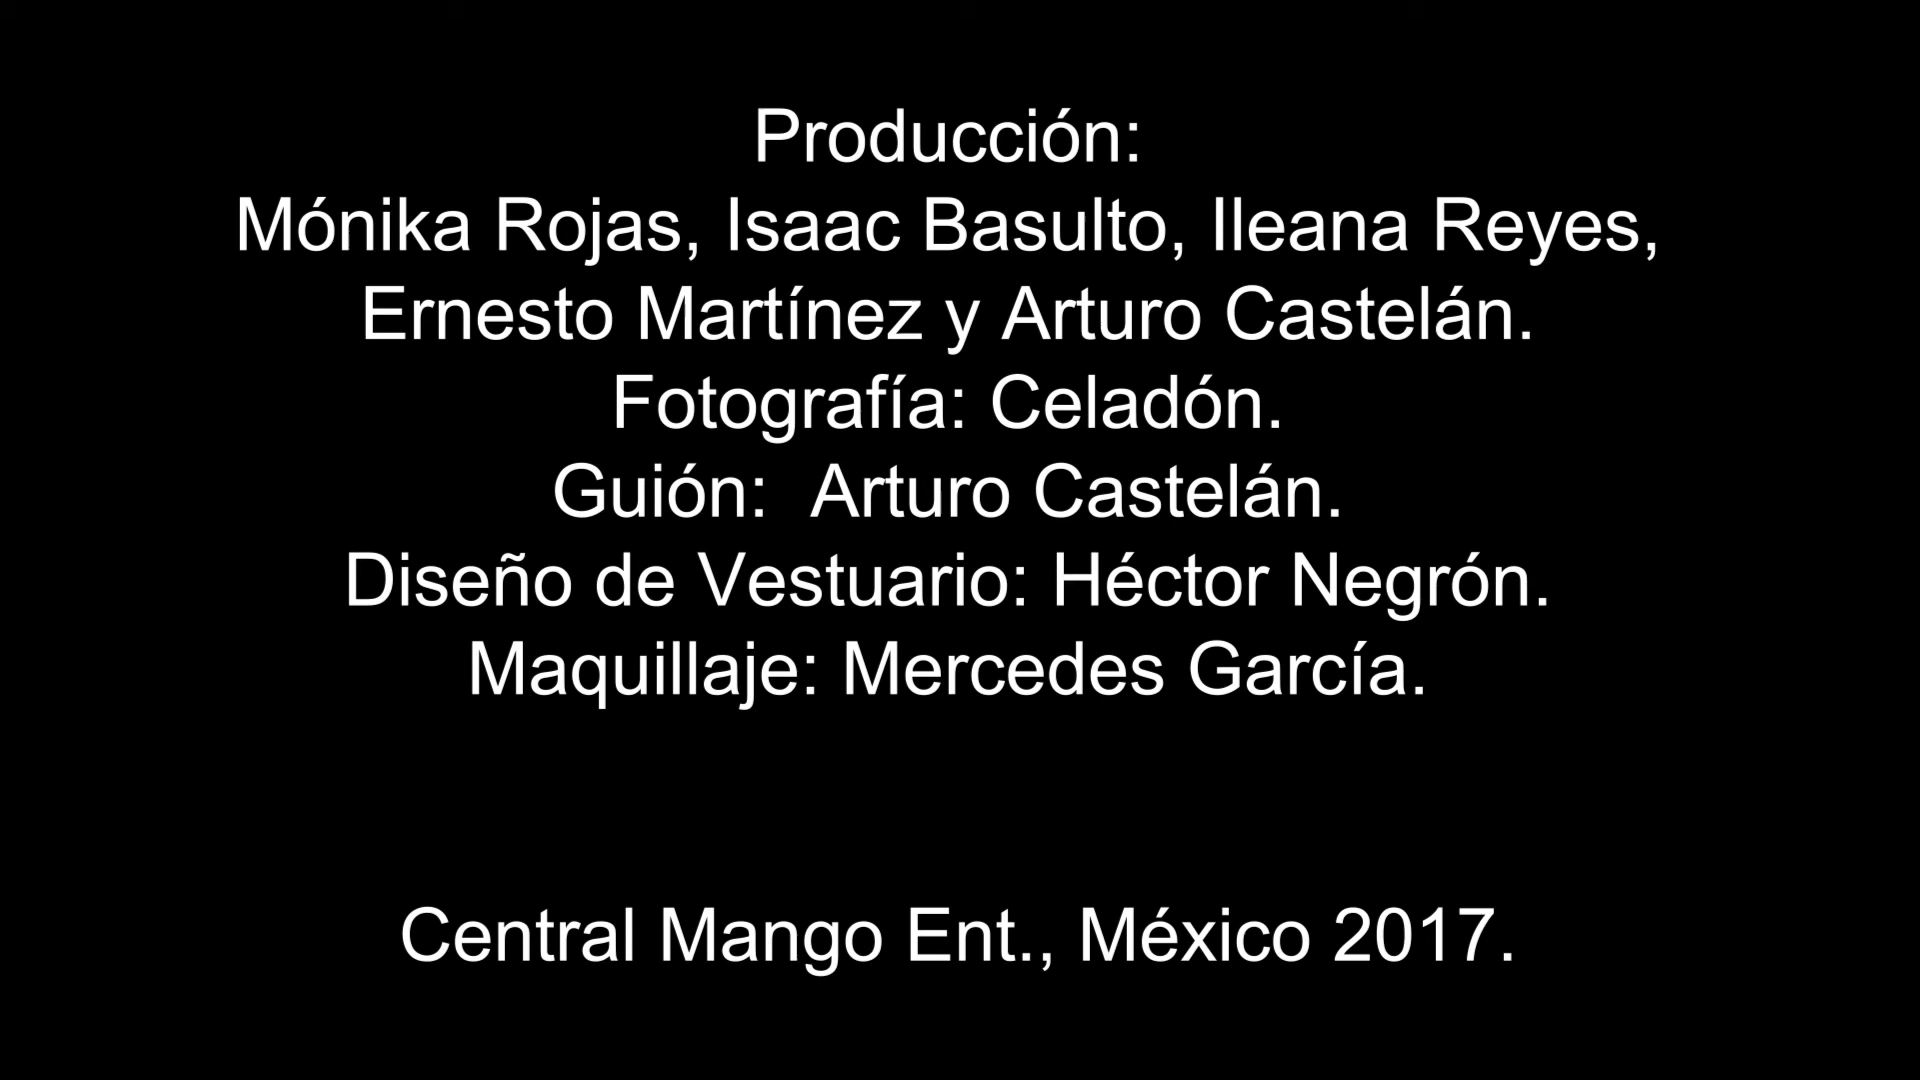 Producción:
Mónika Rojas, Isaac Basulto, Ileana Reyes,
Ernesto Martínez y Arturo Castelán.
Fotografía: Celadón.
Guión:  Arturo Castelán.
Diseño de Vestuario: Héctor Negrón.
Maquillaje: Mercedes García.
Central Mango Ent., México 2017.